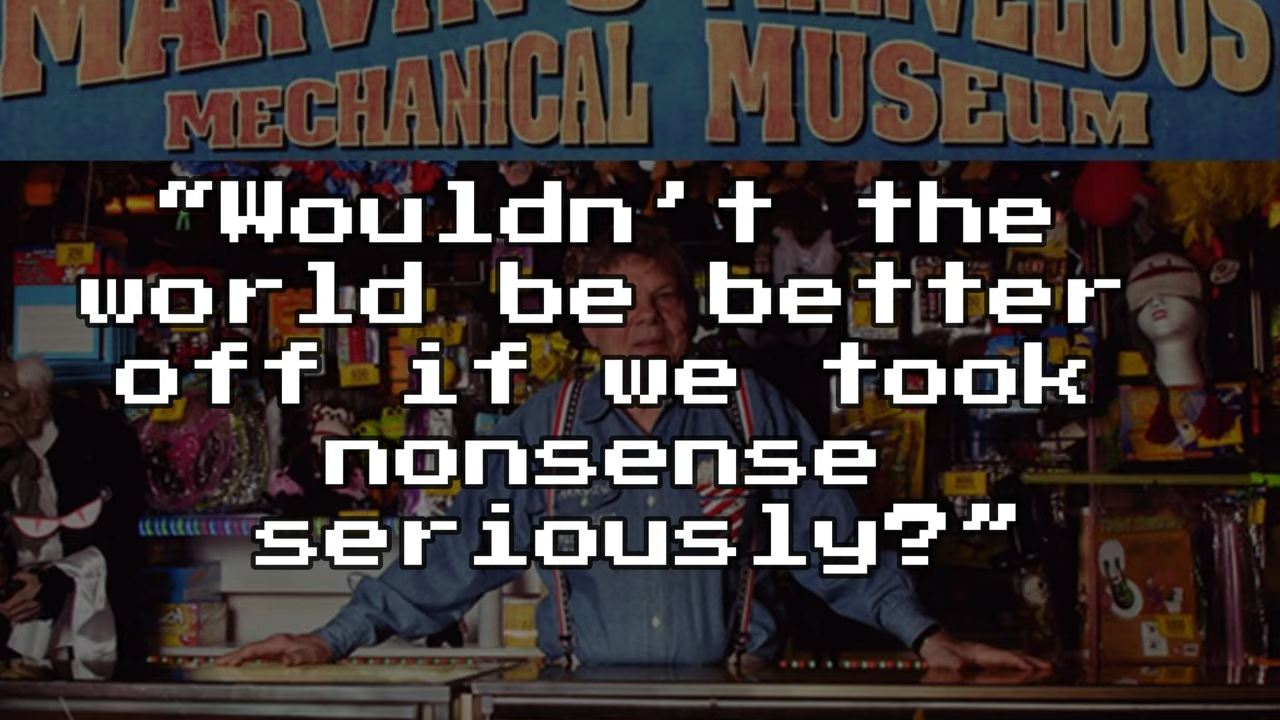 MARVIN'S MARVELOUS
MECHANICAL MUSEUM
“Wouldn’t the
world be better
off if we took
nonsense
seriously?”